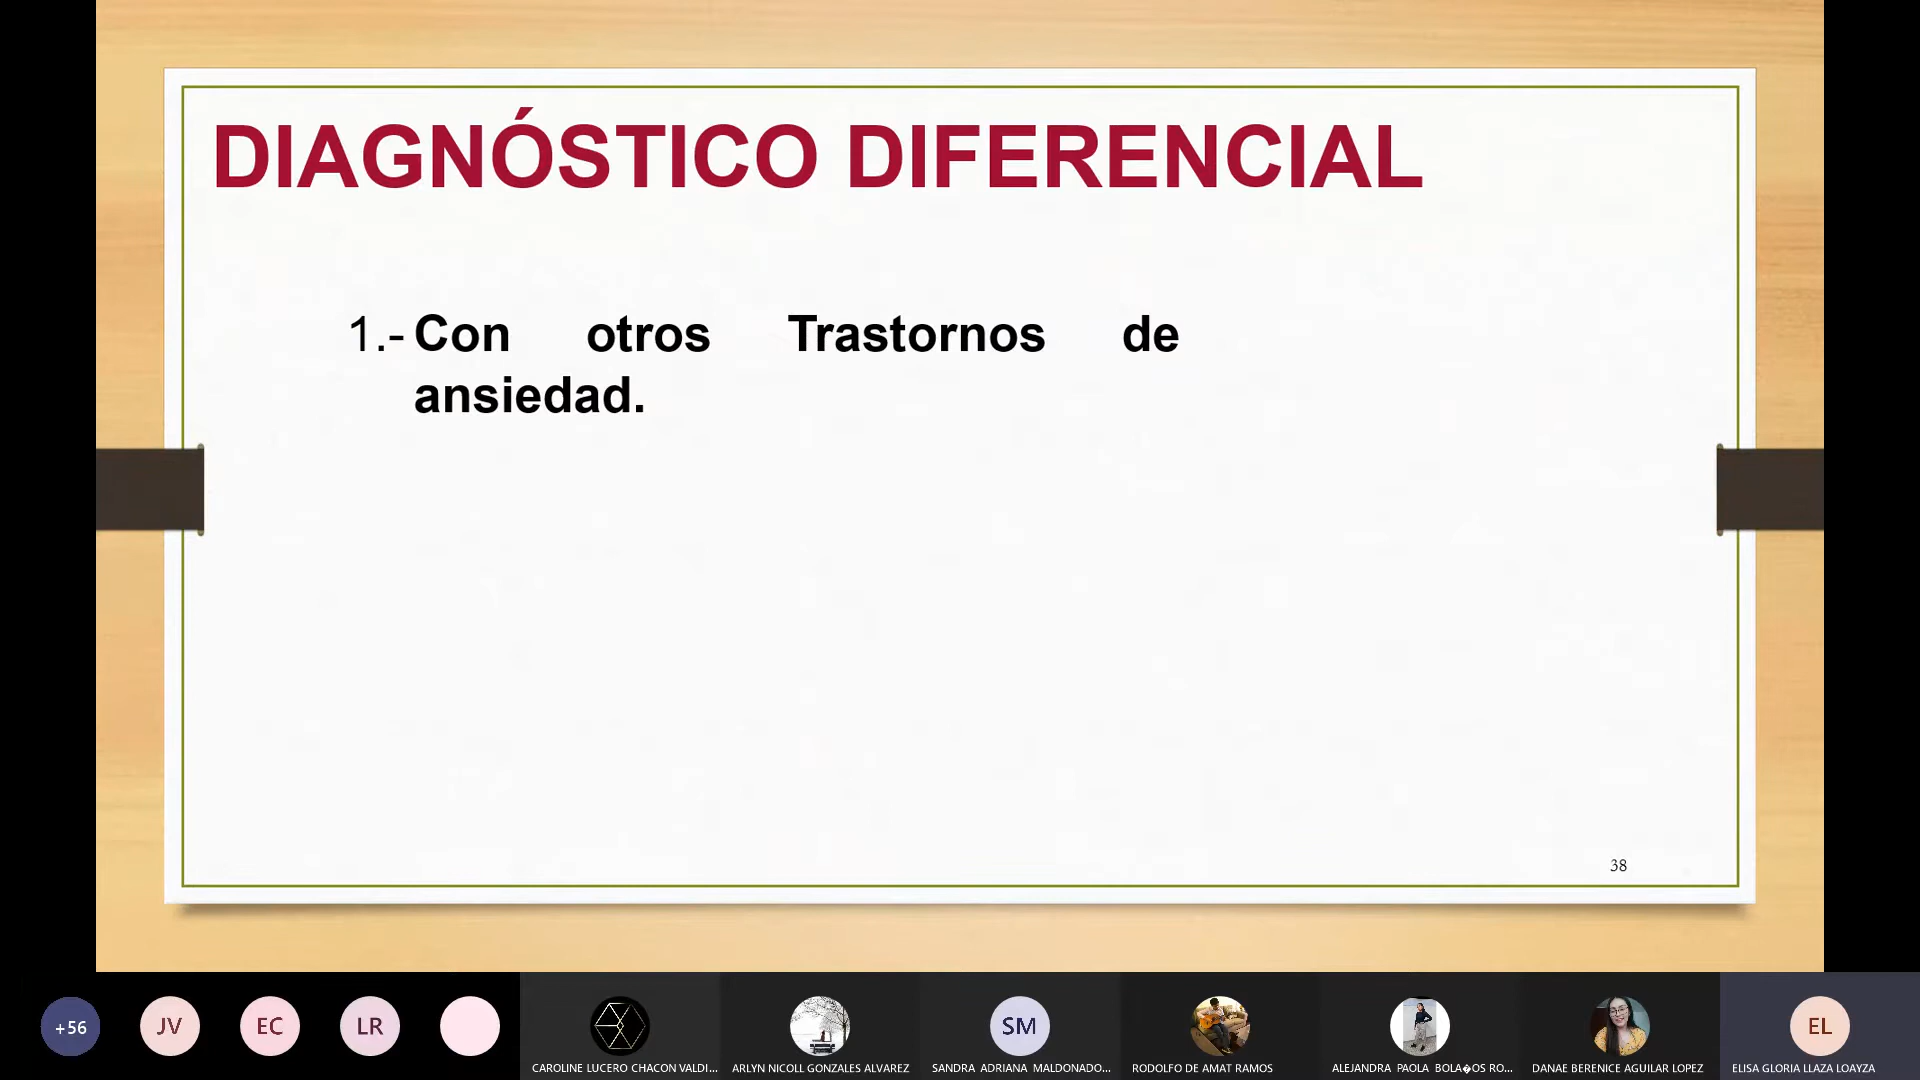 DIAGNÓSTICO DIFERENCIAL
1.- Con otros Trastornos de
ansiedad.
38
+56
JV
EC
LR
SM
EL
CAROLINE LUCERO CHACON VALDI...
ARLYN NICOLL GONZALES ALVAREZ
SANDRA ADRIANA MALDONADO...
RODOLFO DE AMAT RAMOS
ALEJANDRA PAOLA BOLA�OS RO...
DANAE BERENICE AGUILAR LOPEZ
ELISA GLORIA LLAZA LOAYZA